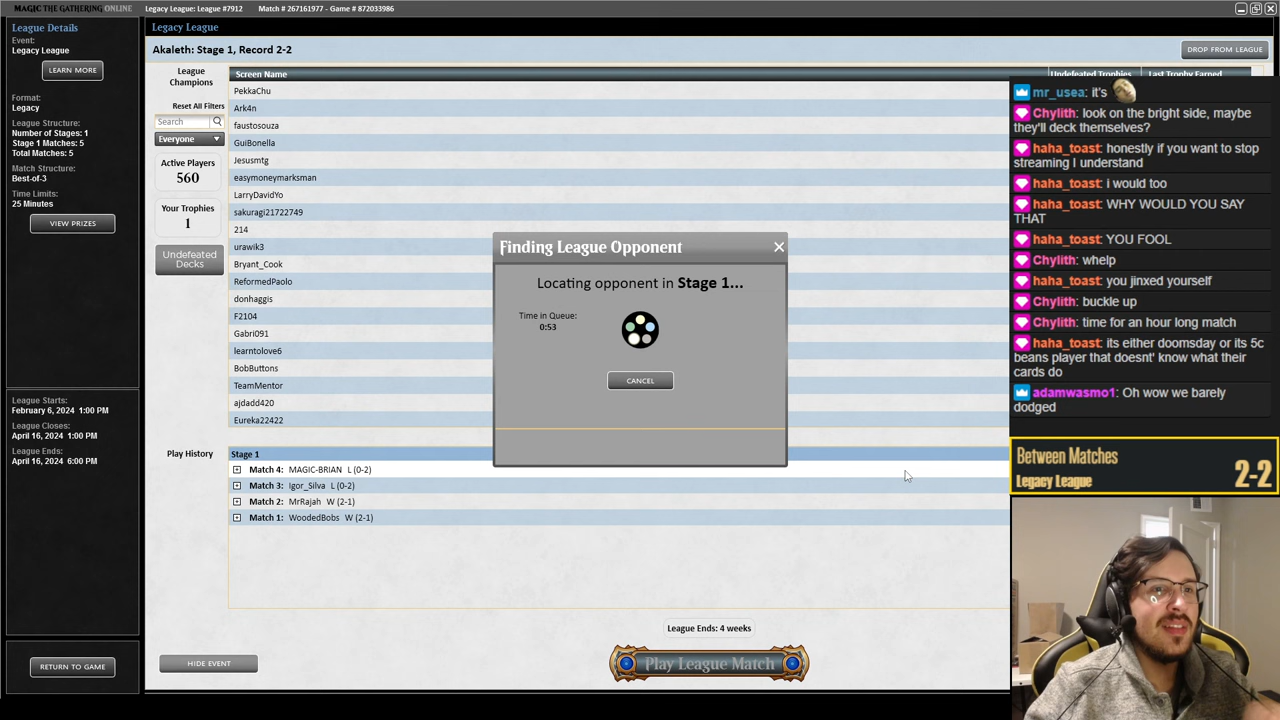 MAGIC THE GATHERING ONLINE
Legacy League: League #7912
Match # 267161977 - Game # 872033986
League Details
Event:
Legacy League
LEARN MORE
Format:
Legacy
League Structure:
Number of Stages: 1
Stage 1 Matches: 5
Total Matches: 5
Match Structure:
Best-of-3
Time Limits:
25 Minutes
VIEW PRIZES
League Starts:
February 6, 2024 1:00 PM
League Closes:
April 16, 2024 1:00 PM
League Ends:
April 16, 2024 6:00 PM
RETURN TO GAME
Legacy League
Akaleth: Stage 1, Record 2-2
DROP FROM LEAGUE
League
Champions
Reset All Filters
Search
Everyone
Active Players
560
Your Trophies
1
Undefeated
Decks
Screen Name
Undefeated Trophies
Last Trophy Earned
PekkaChu
Ark4n
faustosouza
GuiBonella
Jesusmtg
easymoneymarksman
LarryDavidYo
sakuragi21722749
214
urawik3
Bryant_Cook
ReformedPaolo
donhaggis
F2104
Gabri091
learntolove6
BobButtons
TeamMentor
ajdadd420
Eureka22422
Finding League Opponent
Locating opponent in Stage 1...
Time in Queue:
0:53
CANCEL
Play History
Stage 1
Match 4: MAGIC-BRIAN L (0-2)
Match 3: Igor_Silva L (0-2)
Match 2: MrRajah W (2-1)
Match 1: WoodedBobs W (2-1)
League Ends: 4 weeks
HIDE EVENT
Play League Match
mr_usea: it's
Chylith: look on the bright side, maybe
they'll deck themselves?
haha_toast: honestly if you want to stop
streaming I understand
haha_toast: i would too
haha_toast: WHY WOULD YOU SAY
THAT
haha_toast: YOU FOOL
Chylith: whelp
haha_toast: you jinxed yourself
Chylith: buckle up
Chylith: time for an hour long match
haha_toast: its either doomsday or its 5c
beans player that doesnt' know what their
cards do
adamwasmo1: Oh wow we barely
dodged
Between Matches
Legacy League
2-2